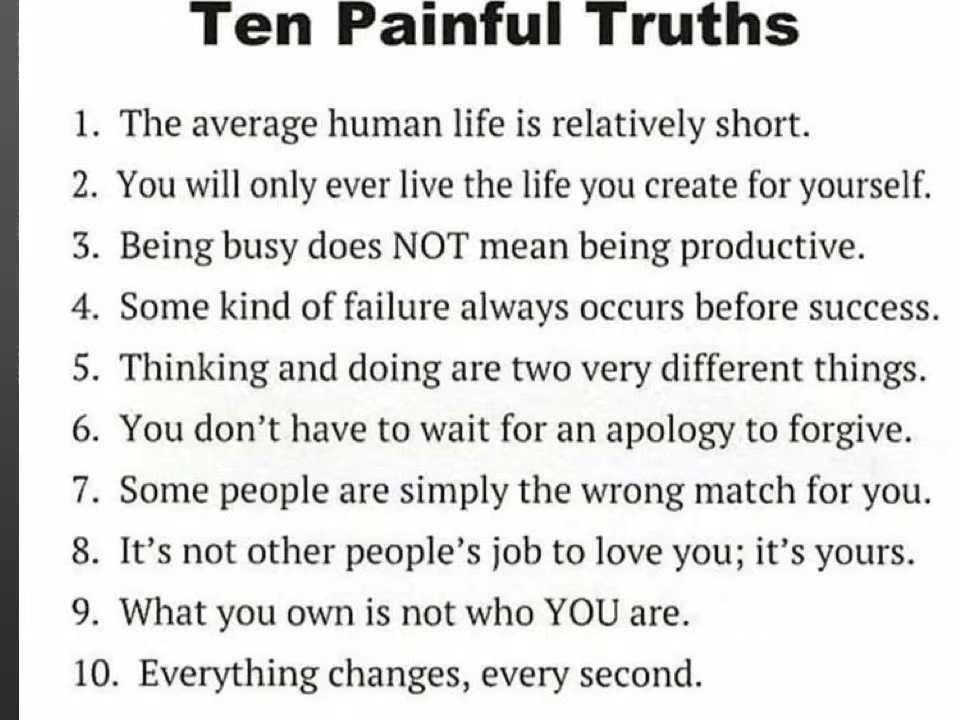 Ten Painful Truths
1. The average human life is relatively short.
2. You will only ever live the life you create for yourself.
3. Being busy does NOT mean being productive.
4. Some kind of failure always occurs before success.
5. Thinking and doing are two very different things.
6. You don’t have to wait for an apology to forgive.
7. Some people are simply the wrong match for you.
8. It’s not other people’s job to love you; it’s yours.
9. What you own is not who YOU are.
10. Everything changes, every second.